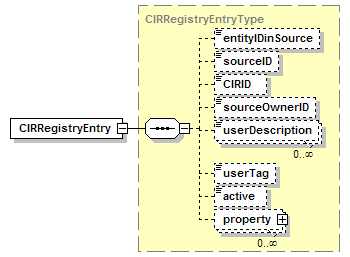 CIRRegistryEntryType
entityIDinSource
sourceID
CIRID
sourceOwnerID
CIRRegistryEntry
userDescription
0..∞
userTag
active
property
0..∞